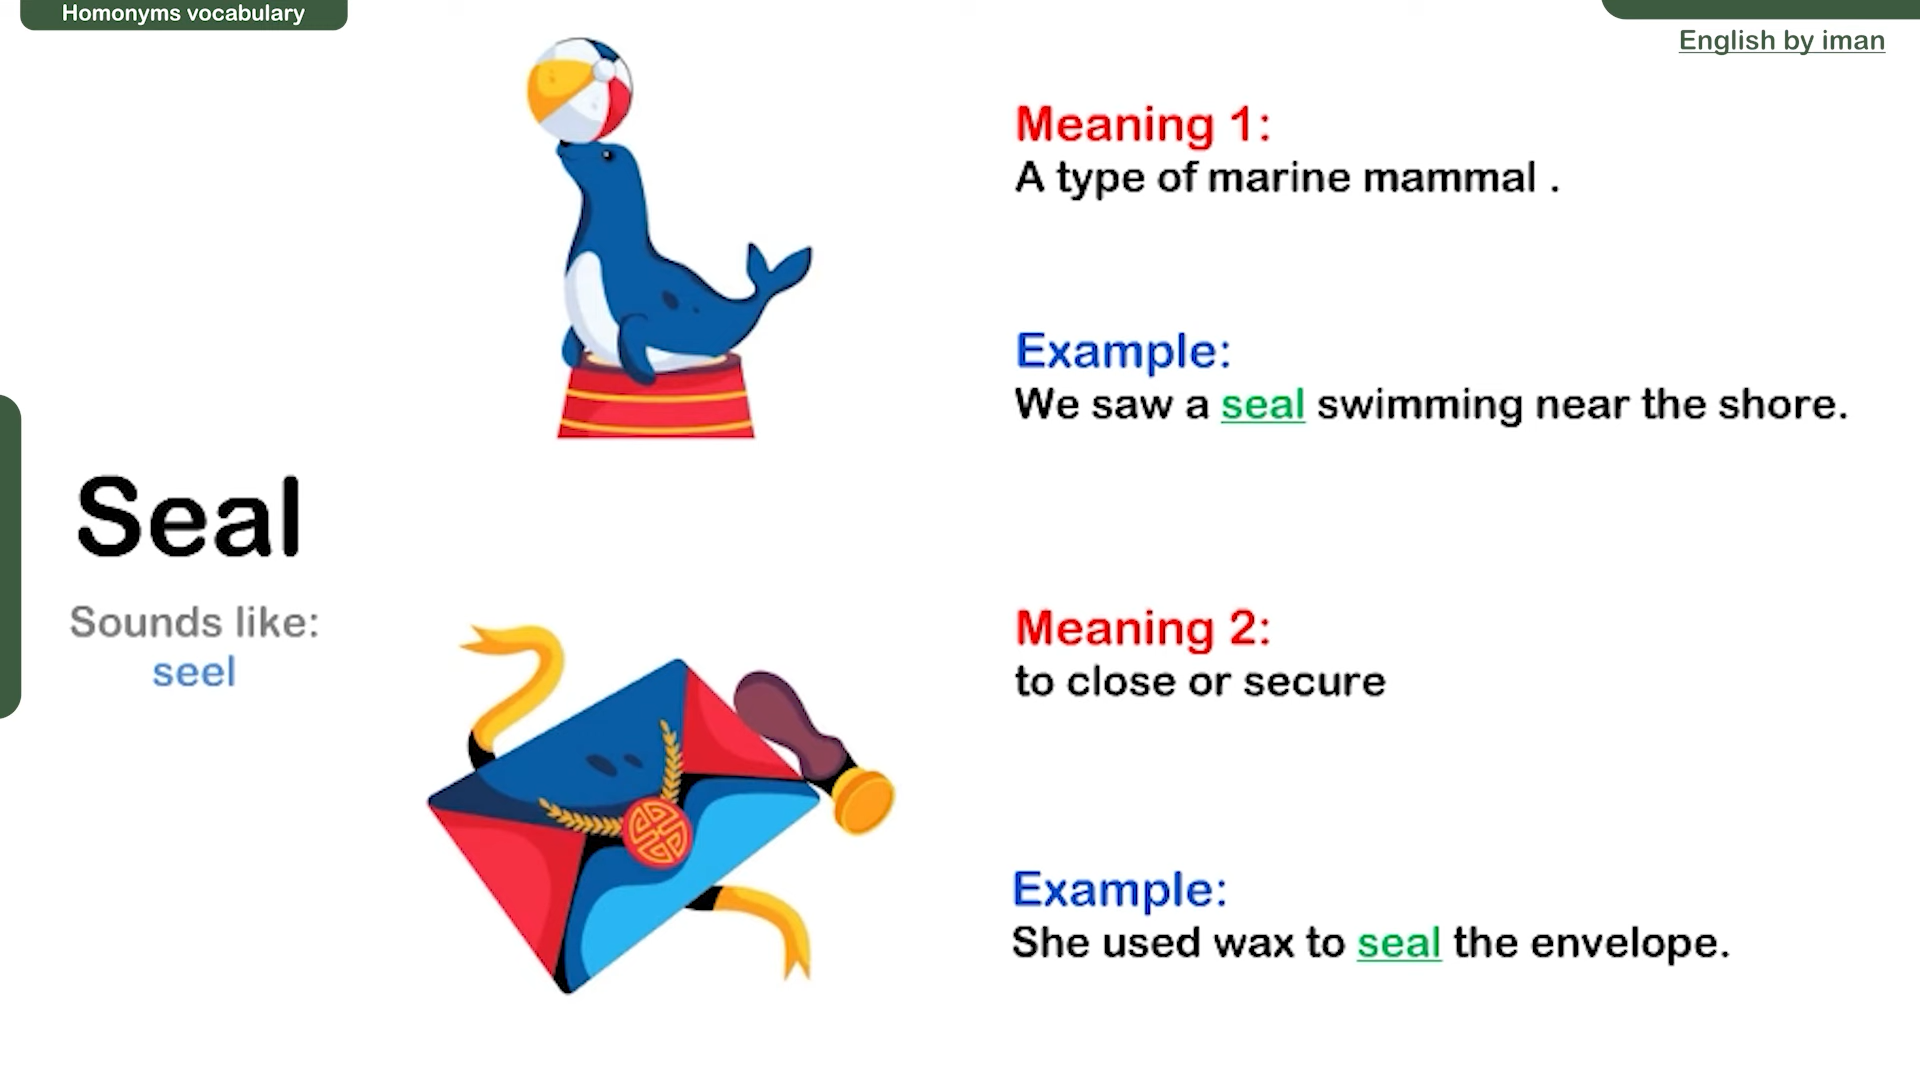 Homonyms vocabulary
English by iman
Seal
Sounds like:
seel
Meaning 1:
A type of marine mammal .
Example:
We saw a seal swimming near the shore.
Meaning 2:
to close or secure
Example:
She used wax to seal the envelope.